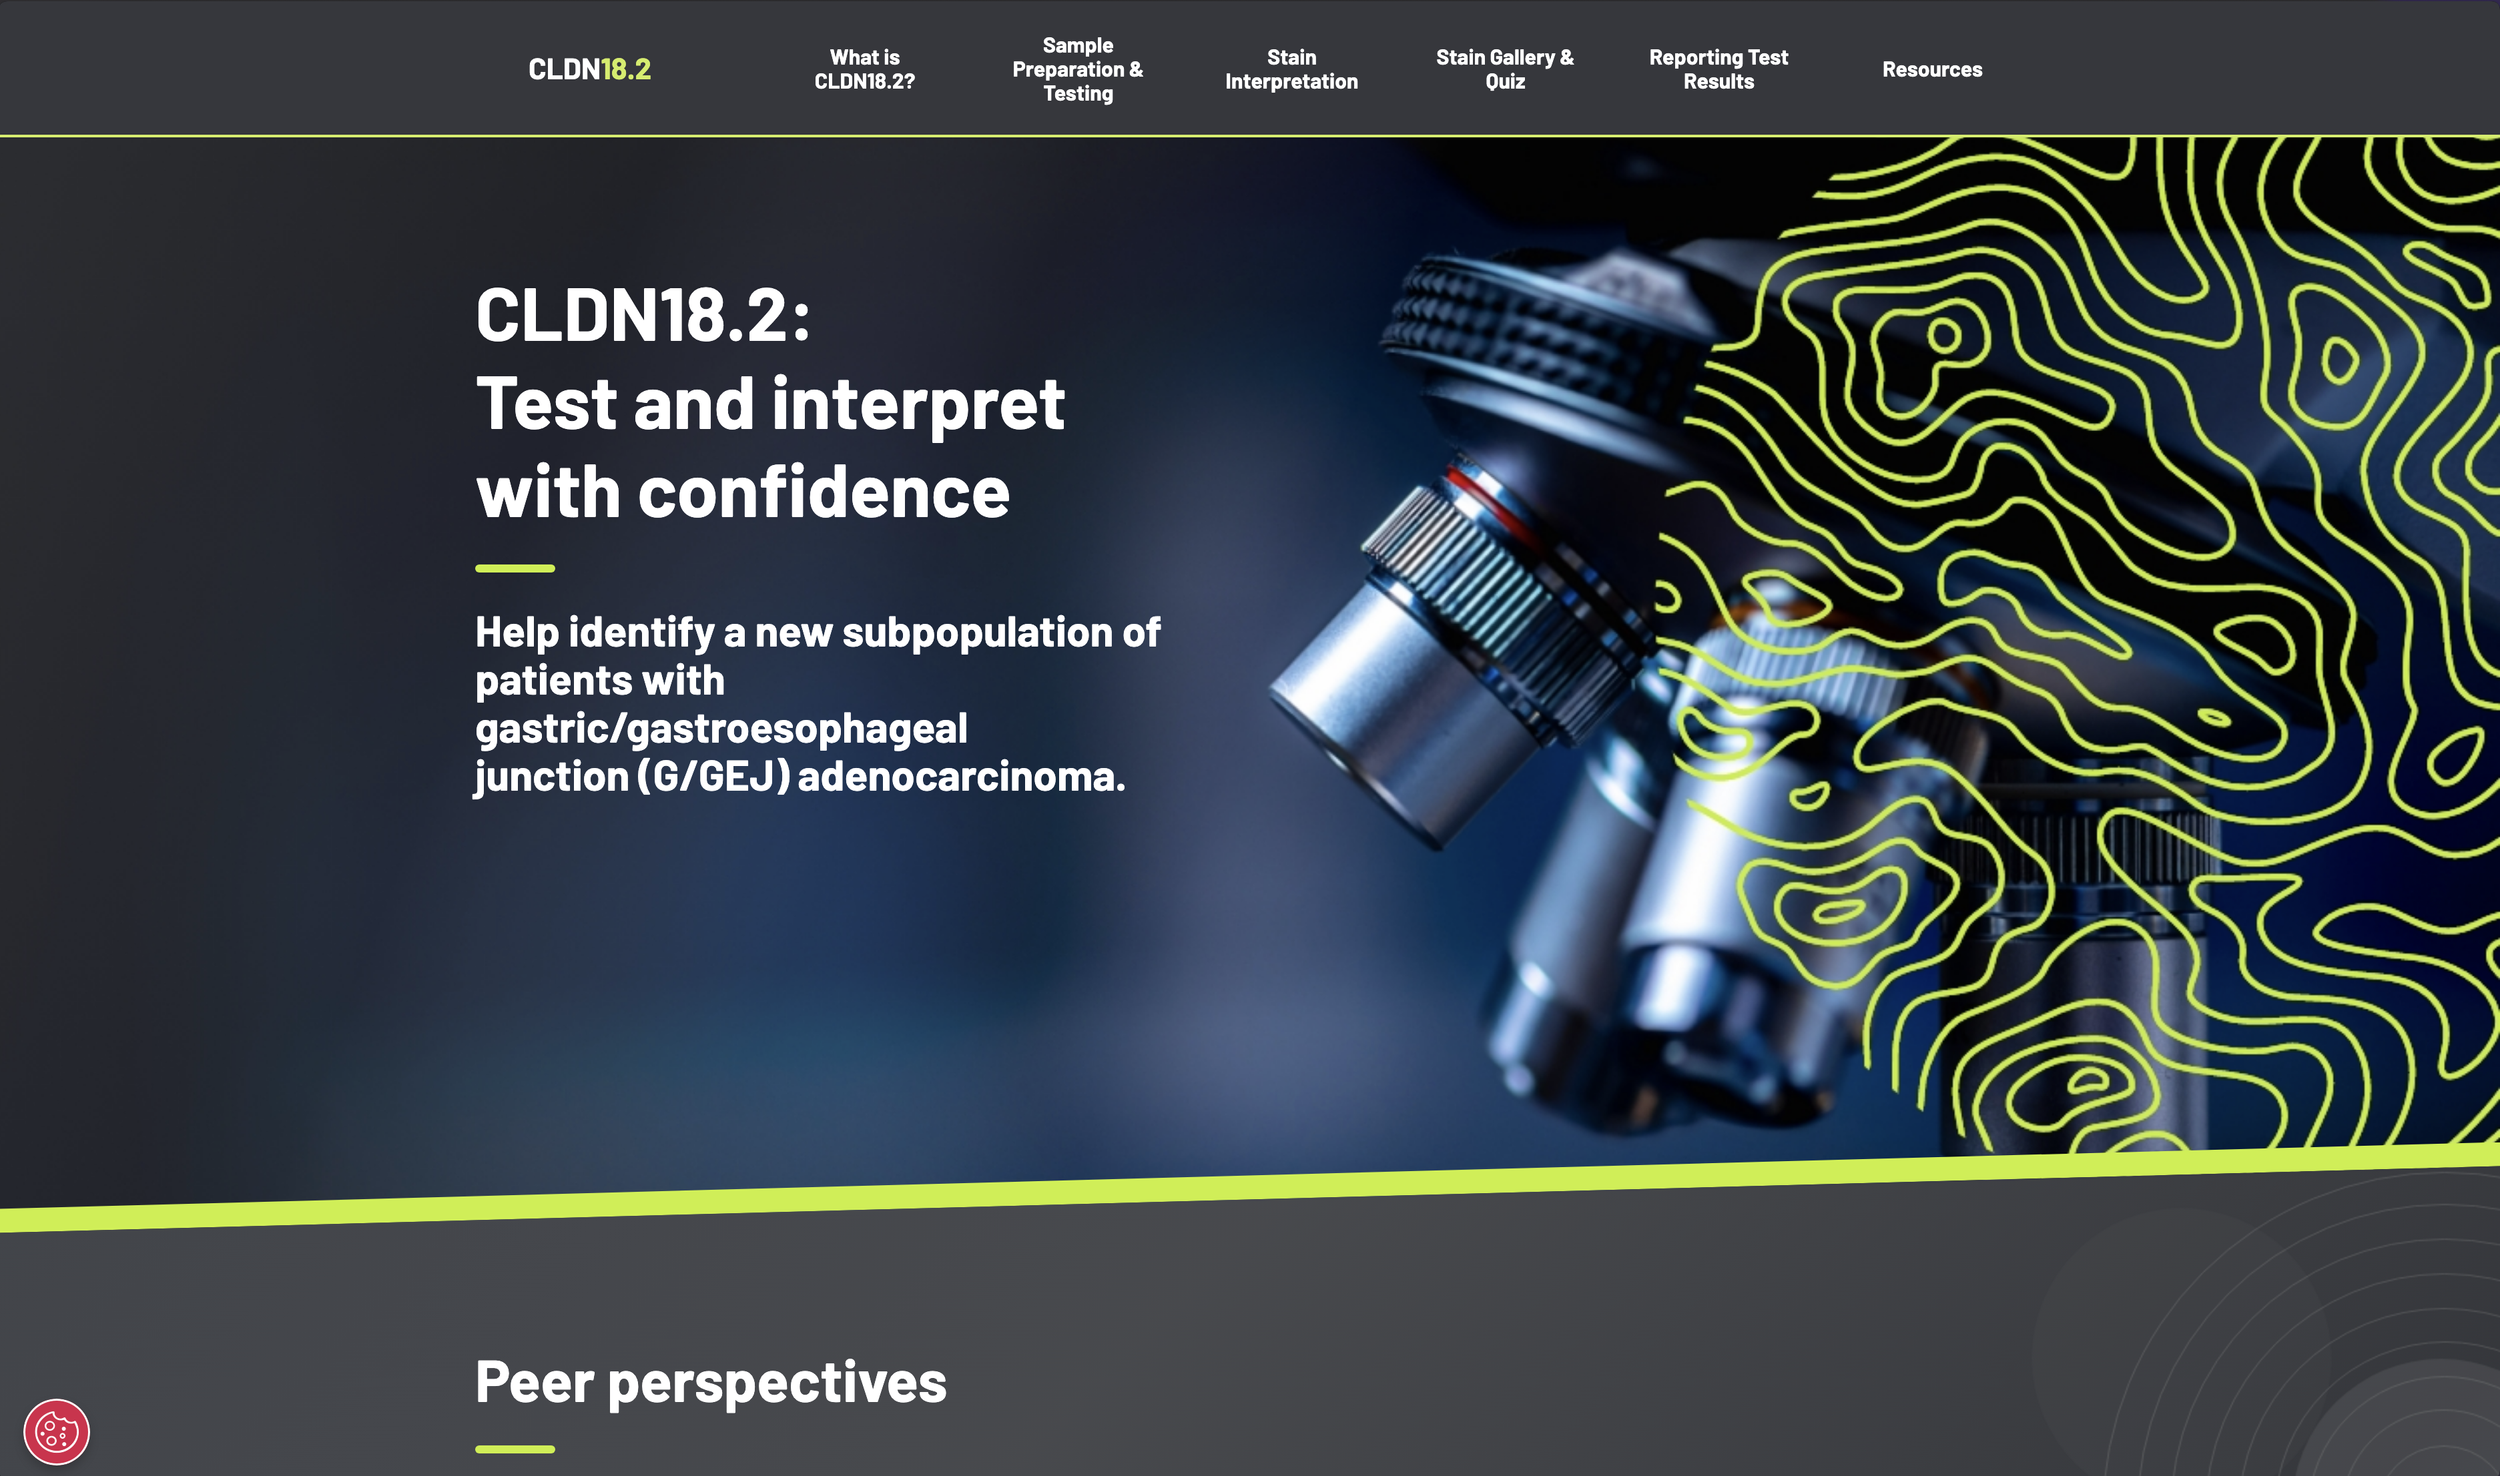 CLDN18.2
What is
CLDN18.2?
Sample
Preparation &
Testing
Stain
Interpretation
Stain Gallery &
Quiz
Reporting Test
Results
Resources
CLDN18.2:
Test and interpret
with confidence
Help identify a new subpopulation of
patients with
gastric/gastroesophageal
junction (G/GEJ) adenocarcinoma.
Peer perspectives